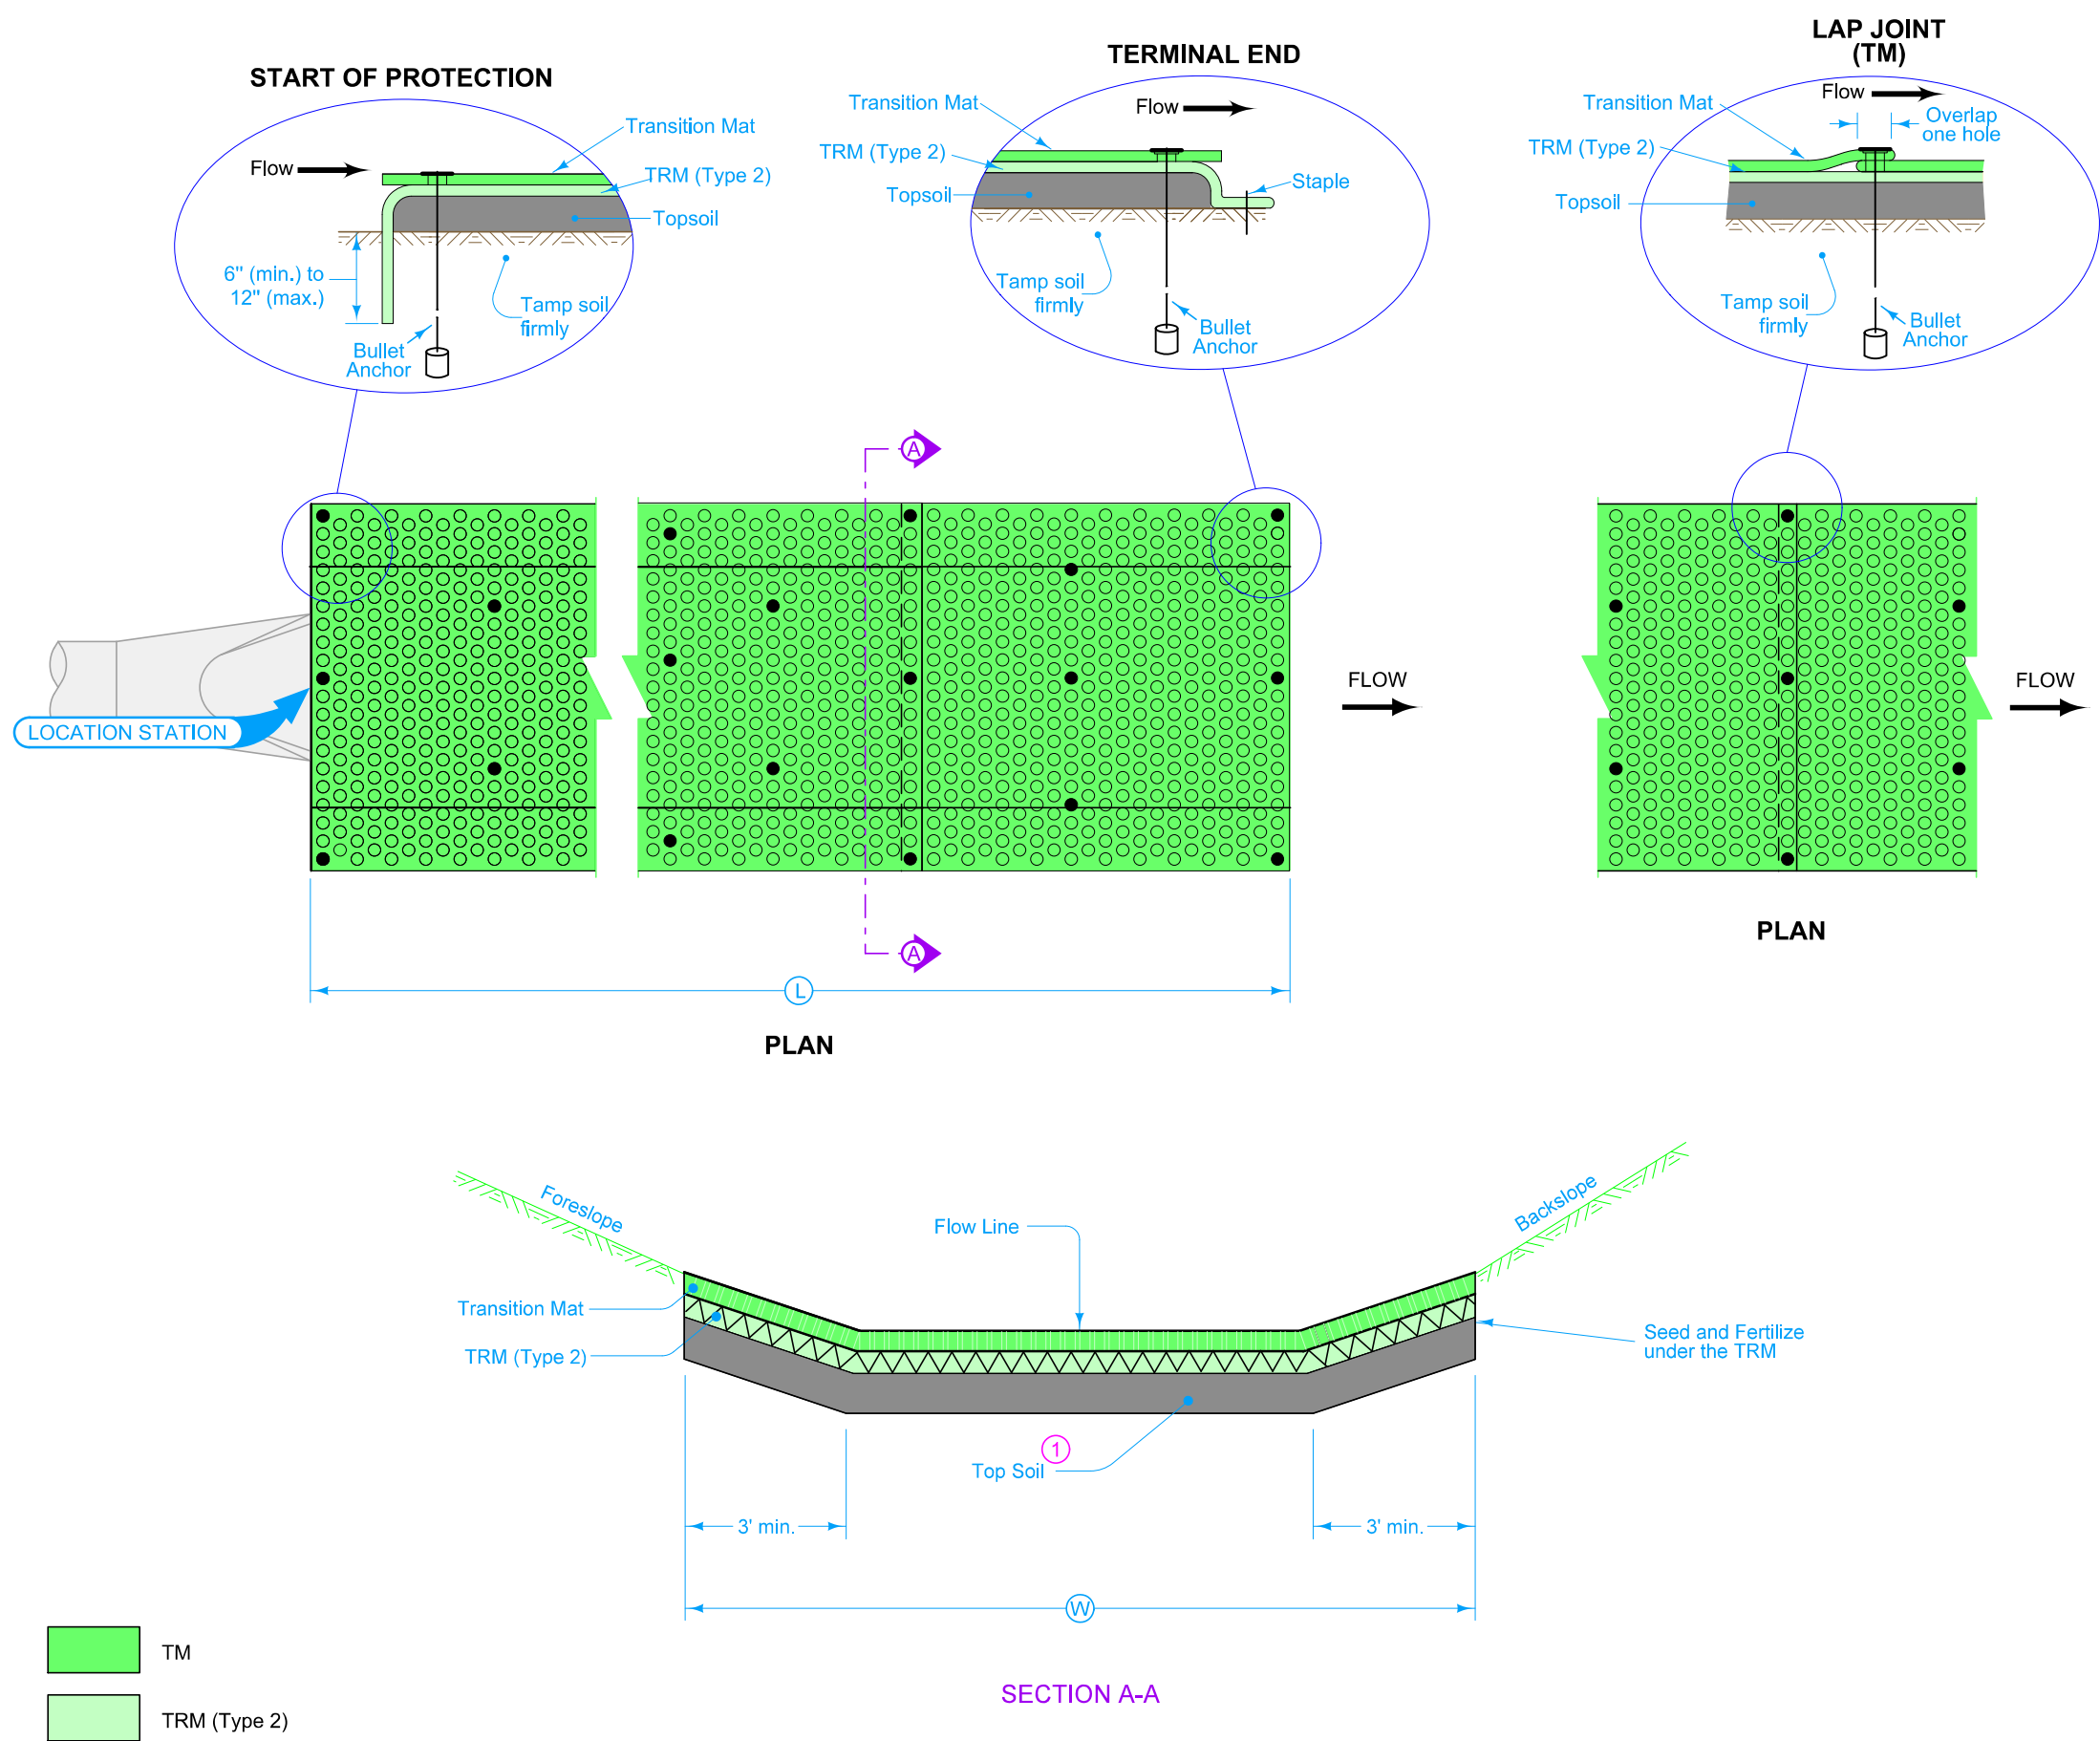 START OF PROTECTION
Transition Mat
Flow
TRM (Type 2)
Topsoil
6" (min.) to
12" (max.)
Tamp soil
firmly
Bullet
Anchor
TERMINAL END
Transition Mat
Flow
TRM (Type 2)
Staple
Topsoil
Tamp soil
firmly
Bullet
Anchor
LAP JOINT
(TM)
Flow
Transition Mat
Overlap
one hole
TRM (Type 2)
Topsoil
Tamp soil
firmly
Bullet
Anchor
A
LOCATION STATION
FLOW
FLOW
A
L
PLAN
PLAN
Foreslope
Backslope
Flow Line
Transition Mat
TRM (Type 2)
Seed and Fertilize
under the TRM
1
Top Soil
3' min.
3' min.
W
SECTION A-A
TM
TRM (Type 2)